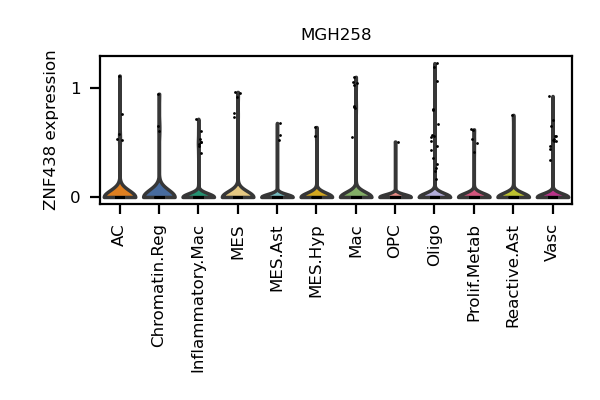 MGH258
ZNF438 expression
1
0
AC
Chromatin.Reg
Inflammatory.Mac
MES
MES.Ast
MES.Hyp
Mac
OPC
Oligo
Prolif.Metab
Reactive.Ast
Vasc